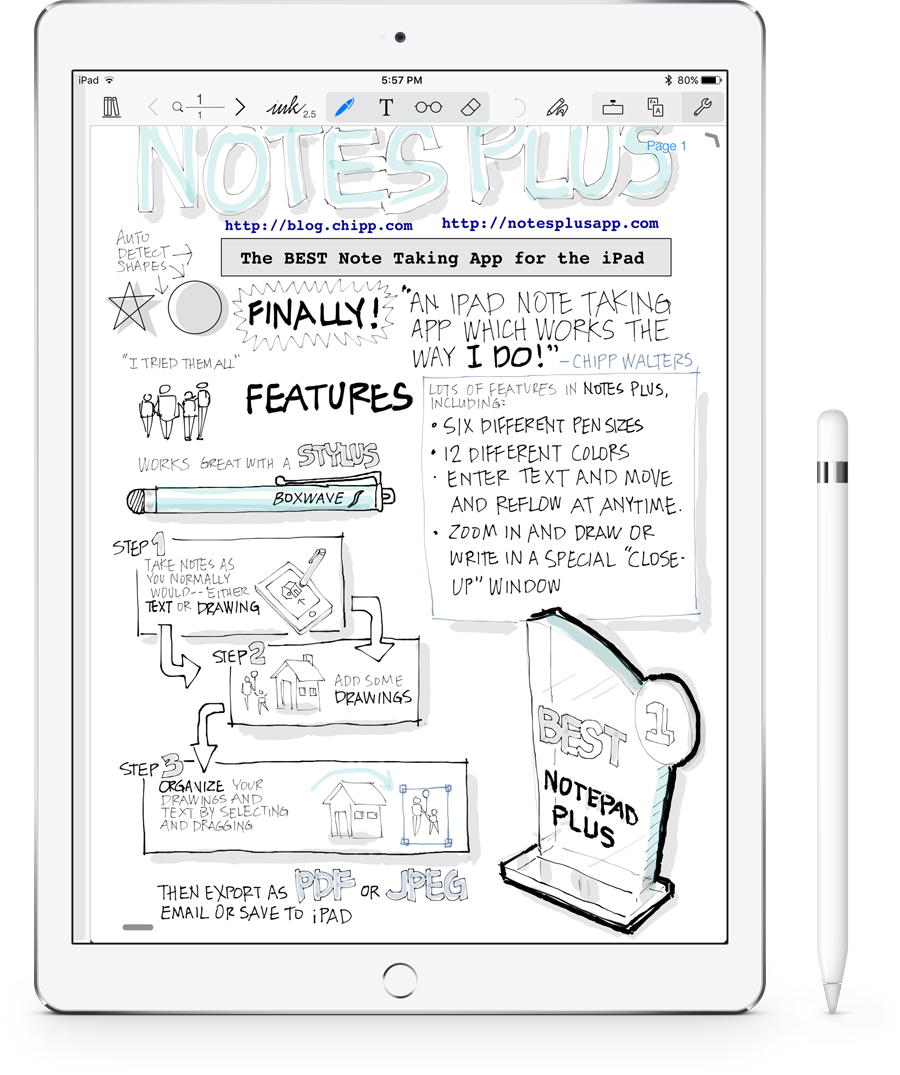 iPad
5:57 PM
80%
1
1
ink 2.5
T
NOTES PLUS
Page 1
http://blog.chipp.com
http://notesplusapp.com
The BEST Note Taking App for the iPad
AUTO
DETECT
SHAPES
FINALLY!
"AN IPAD NOTE TAKING
APP WHICH WORKS THE
WAY I DO!" - CHIPP WALTERS
"I TRIED THEM ALL"
FEATURES
LOTS OF FEATURES IN NOTES PLUS,
INCLUDING:
• SIX DIFFERENT PEN SIZES
• 12 DIFFERENT COLORS
• ENTER TEXT AND MOVE
AND REFLOW AT ANYTIME.
• ZOOM IN AND DRAW OR
WRITE IN A SPECIAL "CLOSE-
UP" WINDOW
WORKS GREAT WITH A STYLUS
BOXWAVE
STEP 1
TAKE NOTES AS
YOU NORMALLY
WOULD-- EITHER
TEXT OR DRAWING
STEP 2
ADD SOME
DRAWINGS
STEP 3
ORGANIZE YOUR
DRAWINGS AND
TEXT BY SELECTING
AND DRAGGING
THEN EXPORT AS PDF OR JPEG
EMAIL OR SAVE TO iPAD
BEST
1
NOTEPAD
PLUS